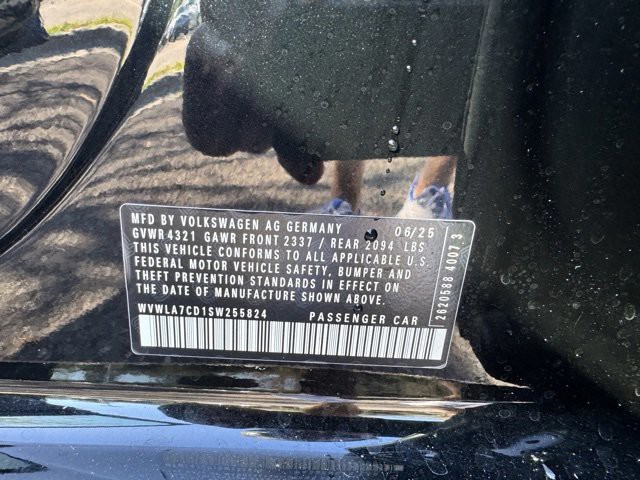 MFD BY VOLKSWAGEN AG GERMANY 06/25
GVWR 4321 GAWR FRONT 2337 / REAR 2094 LBS
THIS VEHICLE CONFORMS TO ALL APPLICABLE U.S.
FEDERAL MOTOR VEHICLE SAFETY, BUMPER AND
THEFT PREVENTION STANDARDS IN EFFECT ON
THE DATE OF MANUFACTURE SHOWN ABOVE.
WVWLA7CD1SW255824 PASSENGER CAR
2620588 4007 3